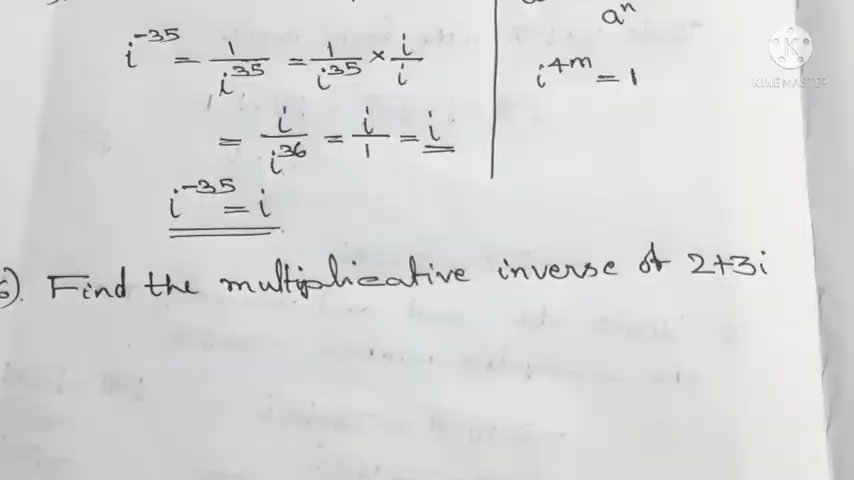 i^-35 = 1/i^35 = 1/i^35 × i/i
= i/i^36 = i/1 = i
i^-35 = i
a^n
i^4m = 1
KINEMASTER
6). Find the multiplicative inverse of 2+3i